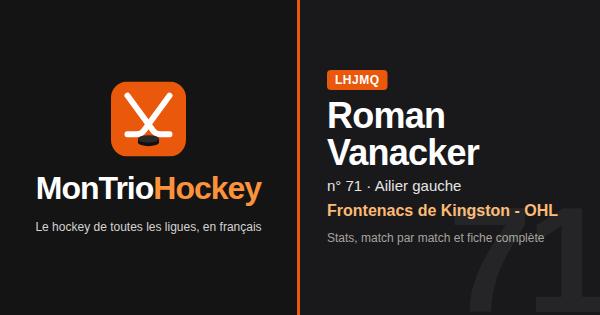 MonTrioHockey
Le hockey de toutes les ligues, en français
LHJMQ
Roman
Vanacker
n° 71 · Ailier gauche
Frontenacs de Kingston - OHL
Stats, match par match et fiche complète
71